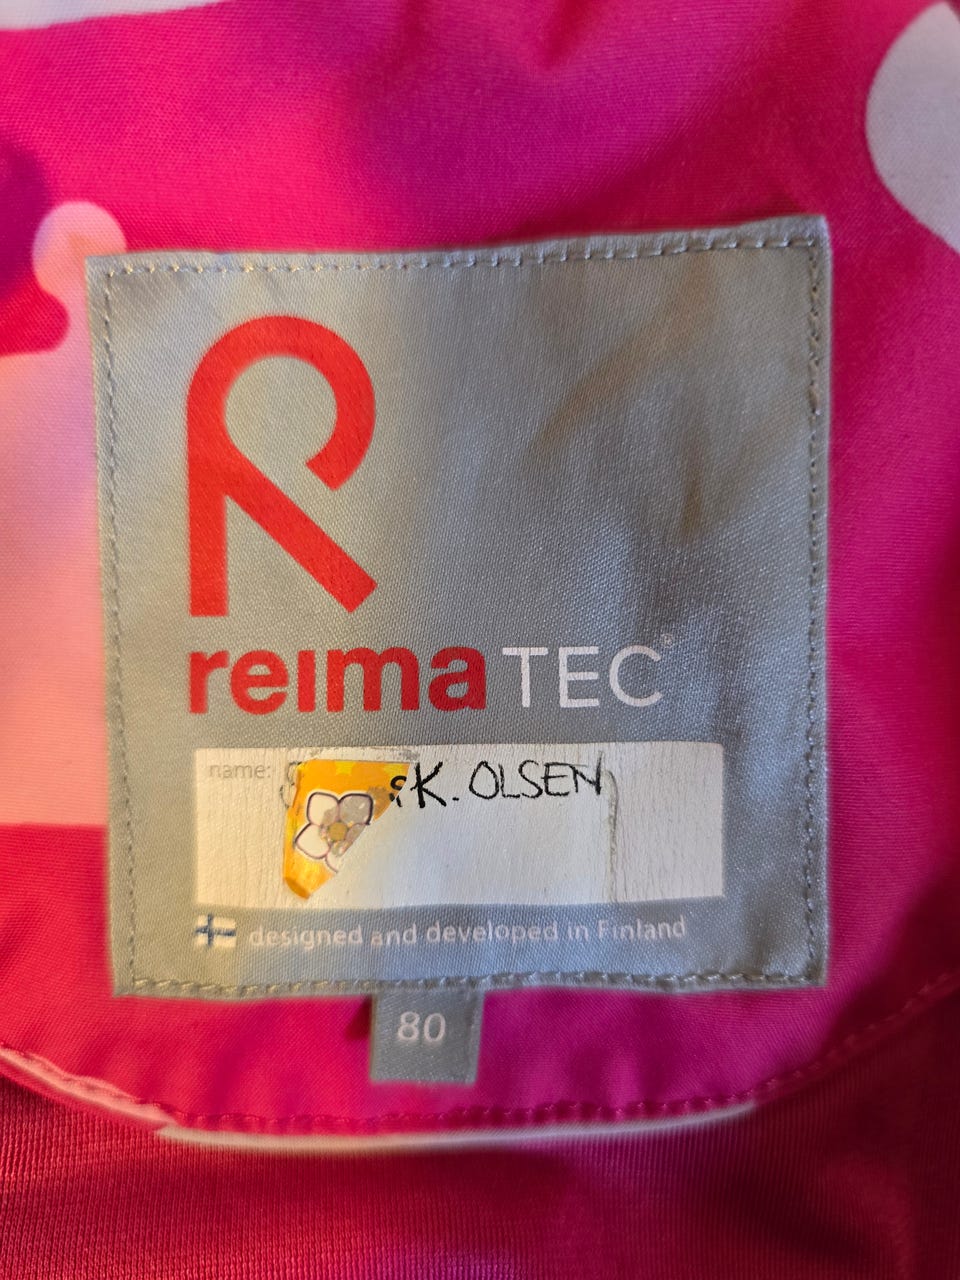 reima TEC®
name: K. OLSEN
designed and developed in Finland
80